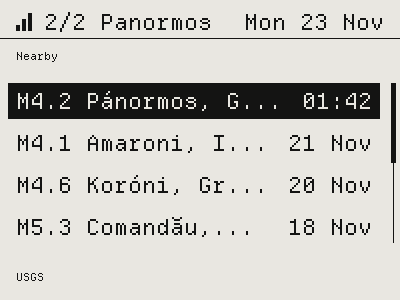 2/2 Panormos Mon 23 Nov
Nearby
M4.2 Pánormos, G... 01:42
M4.1 Amaroni, I... 21 Nov
M4.6 Koróni, Gr... 20 Nov
M5.3 Comandău,... 18 Nov
USGS